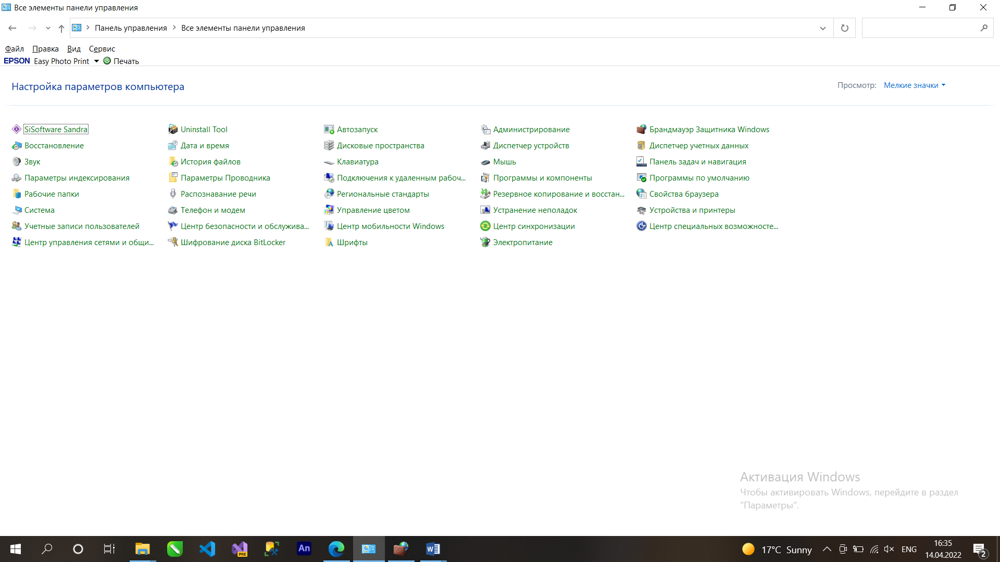 Все элементы панели управления
Панель управления > Все элементы панели управления
Файл Правка Вид Сервис
EPSON Easy Photo Print Печать
Настройка параметров компьютера
Просмотр: Мелкие значки
SiSoftware Sandra Uninstall Tool Автозапуск Администрирование Брандмауэр Защитника Windows
Восстановление Дата и время Дисковые пространства Диспетчер устройств Диспетчер учетных данных
Звук История файлов Клавиатура Мышь Панель задач и навигация
Параметры индексирования Параметры Проводника Подключения к удаленным рабоч... Программы и компоненты Программы по умолчанию
Рабочие папки Распознавание речи Региональные стандарты Резервное копирование и восстан... Свойства браузера
Система Телефон и модем Управление цветом Устранение неполадок Устройства и принтеры
Учетные записи пользователей Центр безопасности и обслужива... Центр мобильности Windows Центр синхронизации Центр специальных возможносте...
Центр управления сетями и общи... Шифрование диска BitLocker Шрифты Электропитание
Активация Windows
Чтобы активировать Windows, перейдите в раздел
"Параметры".
PRE
An
17°C Sunny
ENG
16:35
14.04.2022
2